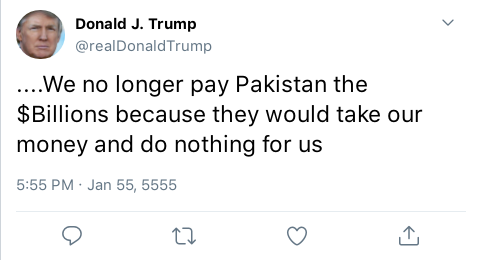 Donald J. Trump
@realDonaldTrump
....We no longer pay Pakistan the
$Billions because they would take our
money and do nothing for us
5:55 PM · Jan 55, 5555